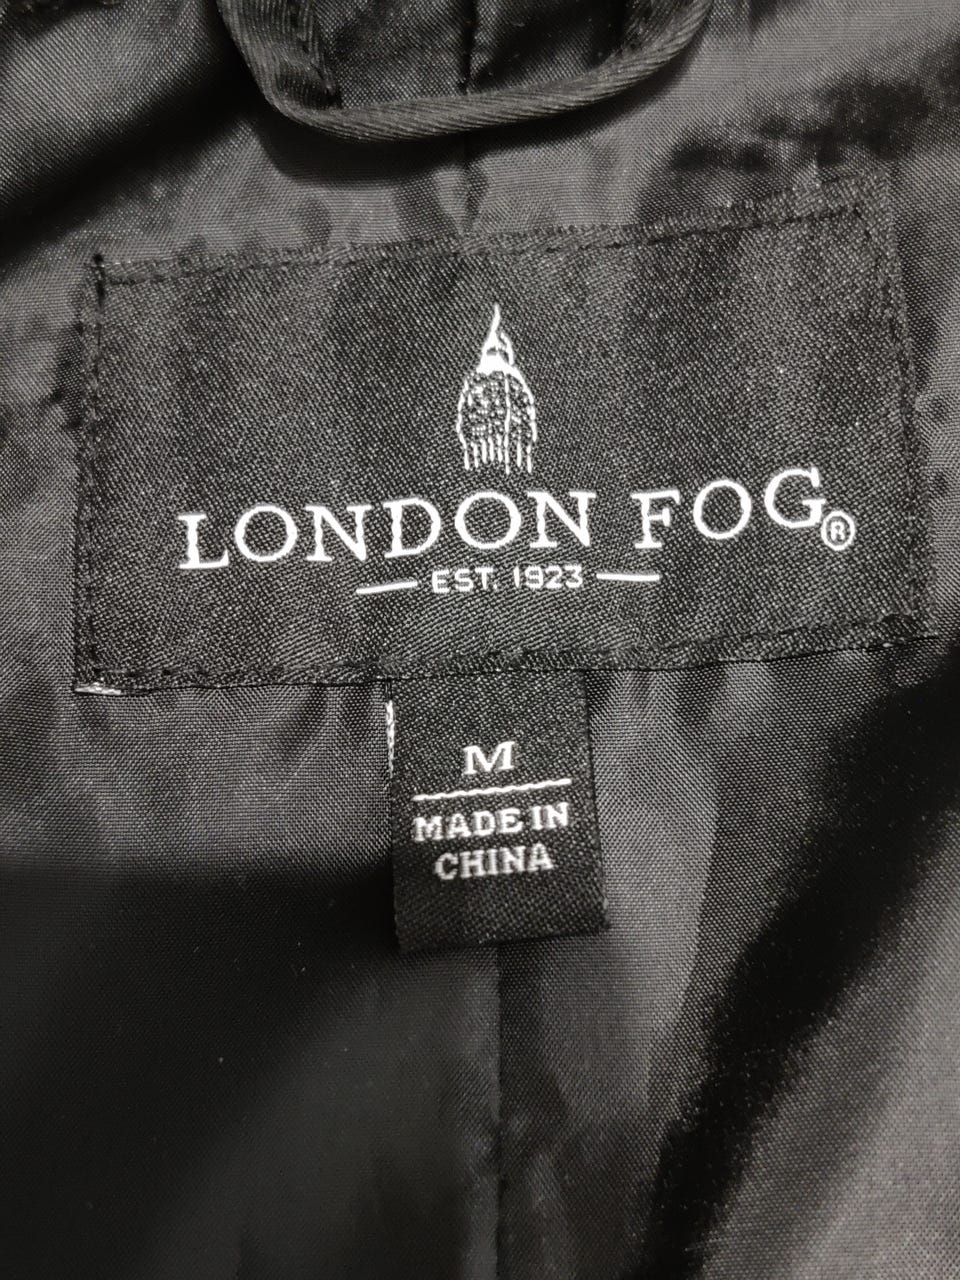 LONDON FOG®
EST. 1923
M
MADE IN
CHINA